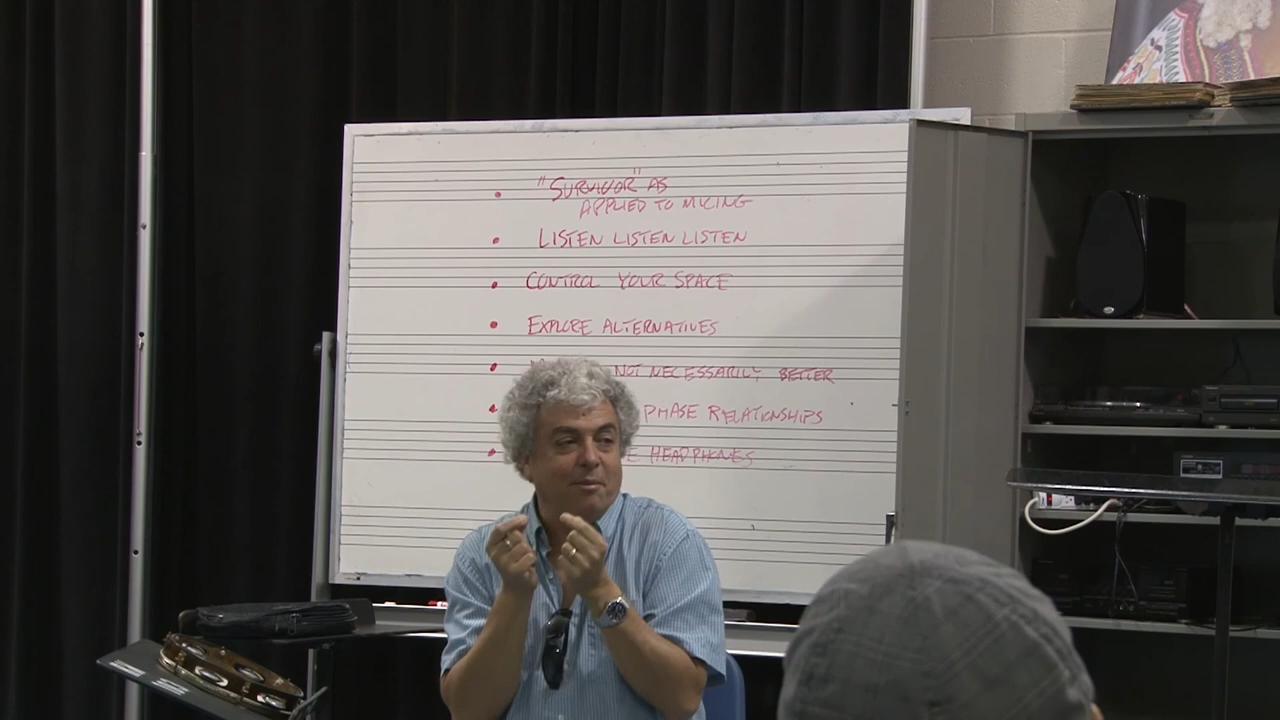 • "SURVIVOR" AS
APPLIED TO MICING
• LISTEN LISTEN LISTEN
• CONTROL YOUR SPACE
• EXPLORE ALTERNATIVES
• NOT NECESSARILY BETTER
• PHASE RELATIONSHIPS
• HEADPHONES